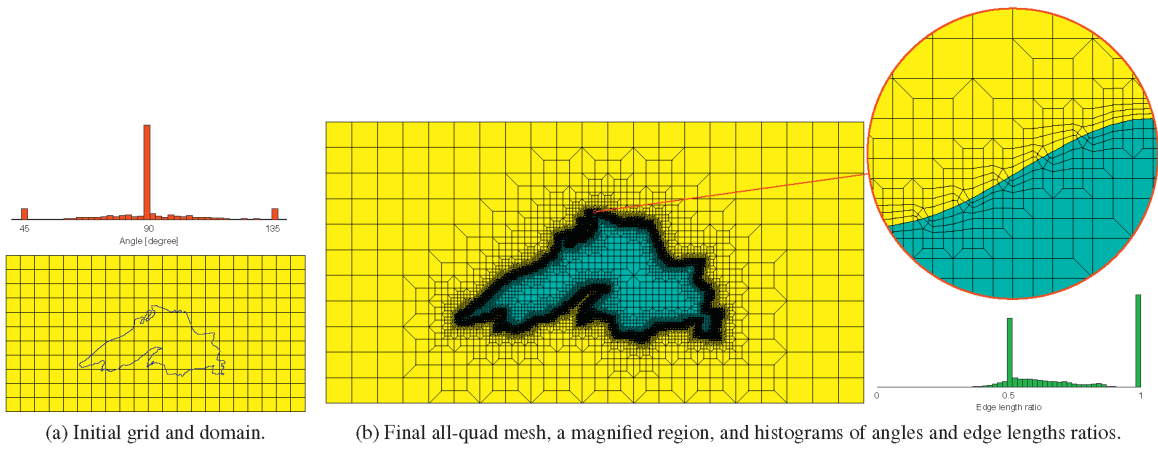 45 90 135
Angle [degree]
0 0.5 1
Edge length ratio
(a) Initial grid and domain.
(b) Final all-quad mesh, a magnified region, and histograms of angles and edge lengths ratios.